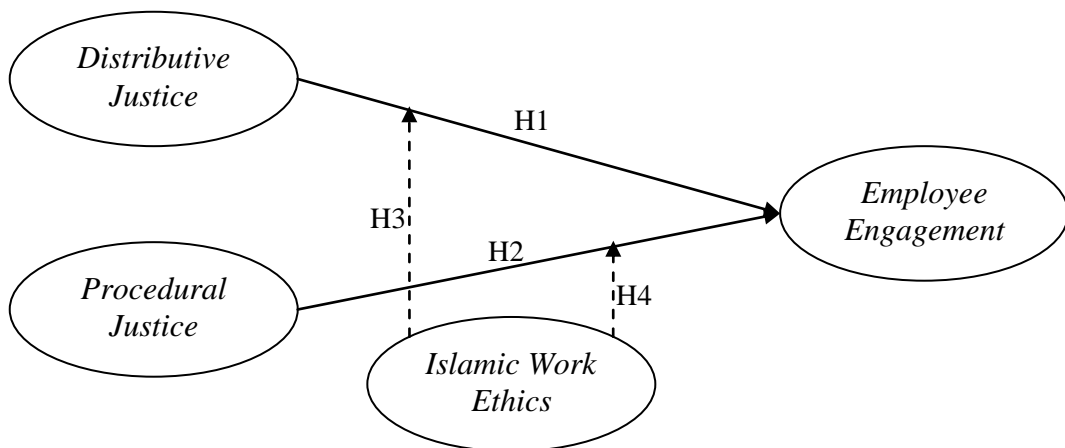 Distributive
Justice
H1
Employee
Engagement
H3
H2
Procedural
Justice
H4
Islamic Work
Ethics